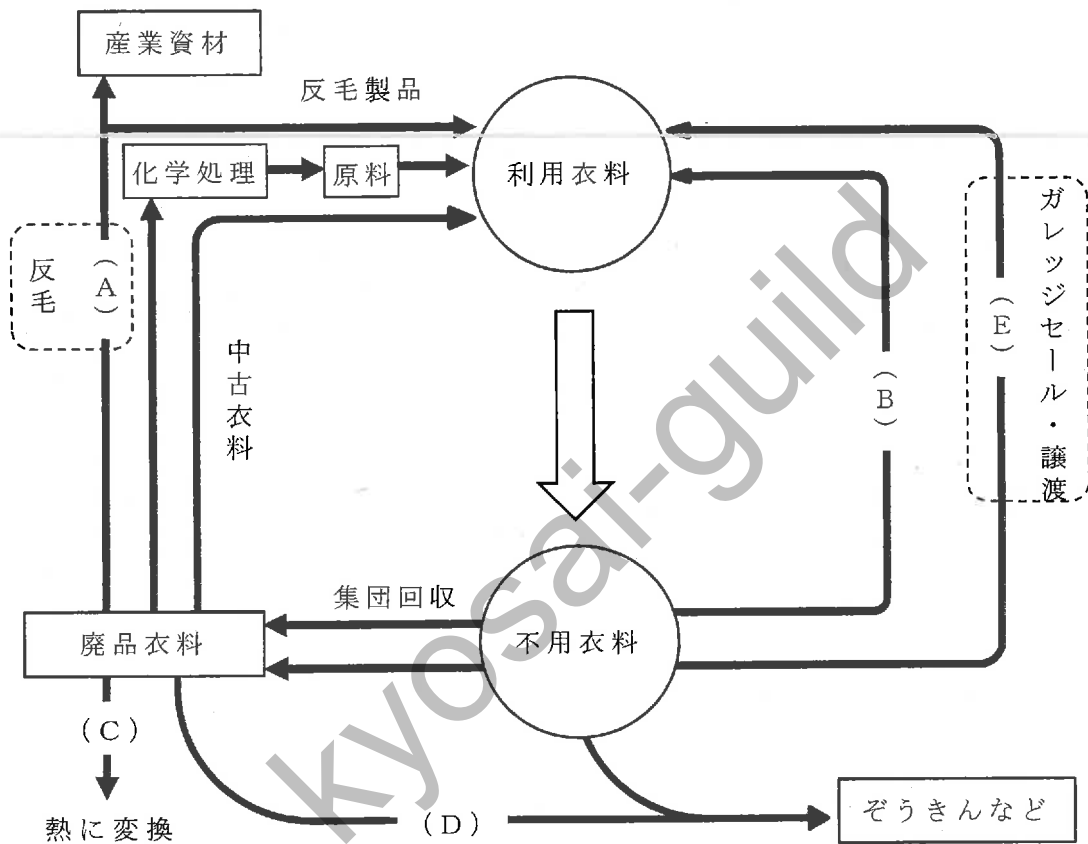 産業資材
反毛製品
化学処理
原料
利用衣料
反毛
(A)
中古衣料
(B)
(E)
ガレッジセール・譲渡
集団回収
廃品衣料
不用衣料
(C)
熱に変換
(D)
ぞうきんなど
kyosai-guild